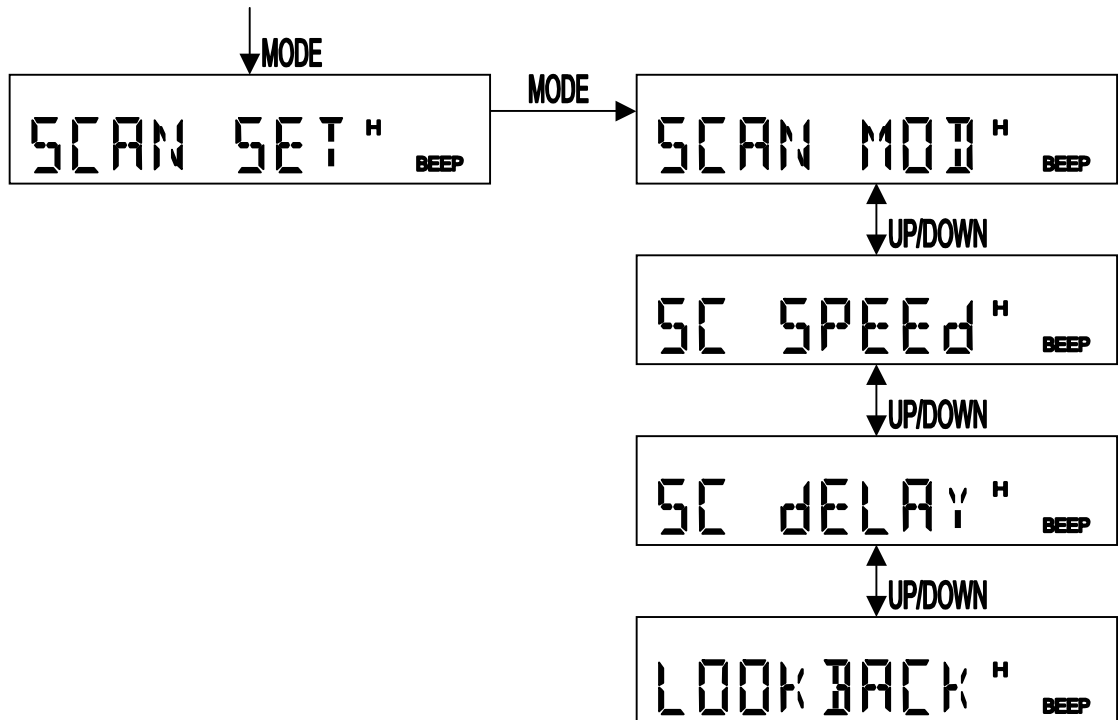 MODE
MODE
SCAN SET H BEEP
SCAN MOD H BEEP
UP/DOWN
SC SPEEd H BEEP
UP/DOWN
SC dELAY H BEEP
UP/DOWN
LOOKBACK H BEEP